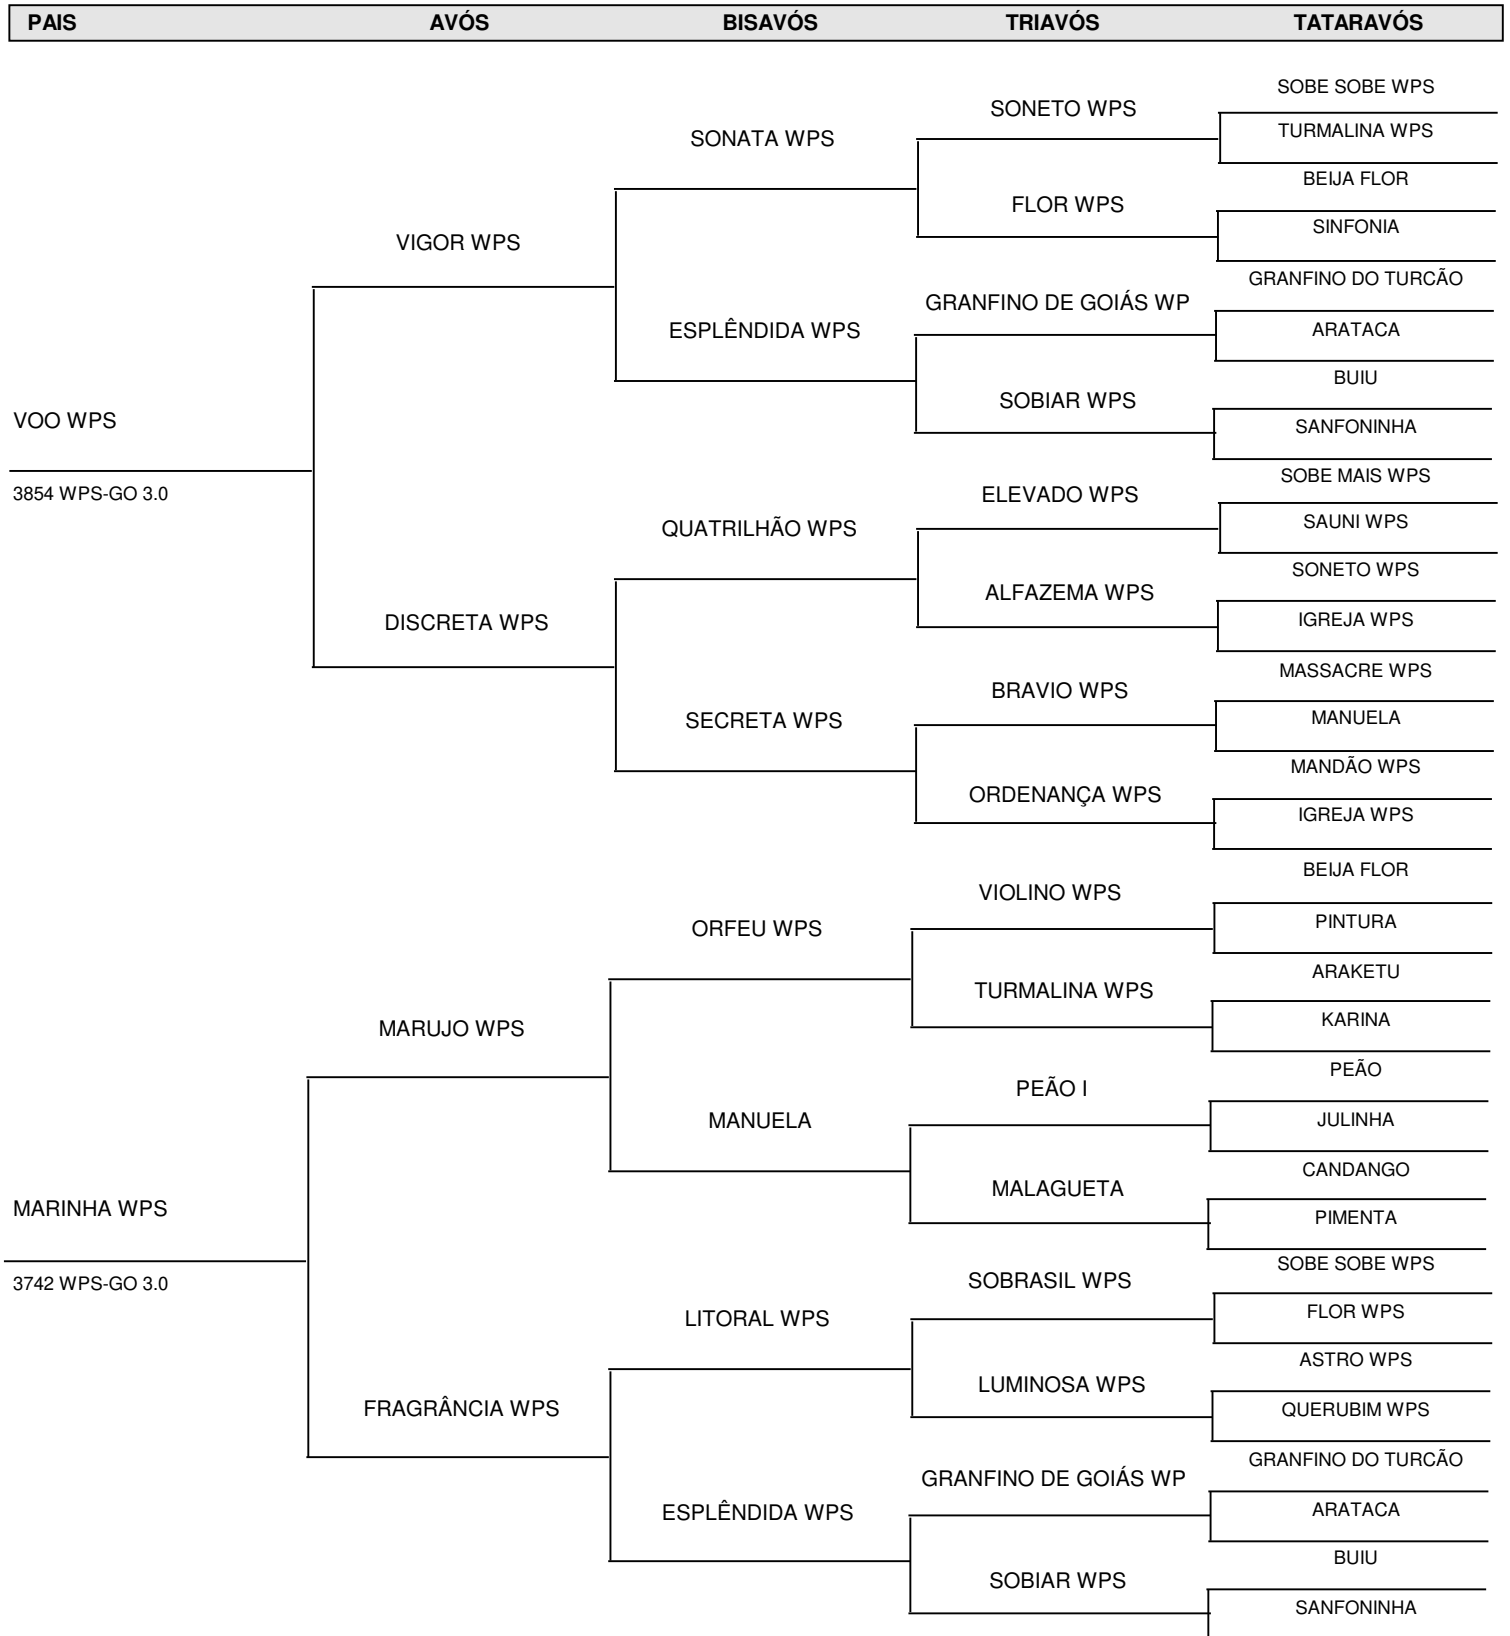 PAIS AVÓS BISAVÓS TRIAVÓS TATARAVÓS
SOBE SOBE WPS
SONETO WPS
TURMALINA WPS
SONATA WPS
BEIJA FLOR
FLOR WPS
SINFONIA
VIGOR WPS
GRANFINO DO TURCÃO
GRANFINO DE GOIÁS WP
ARATACA
ESPLÊNDIDA WPS
BUIU
SOBIAR WPS
SANFONINHA
VOO WPS
3854 WPS-GO 3.0
SOBE MAIS WPS
ELEVADO WPS
SAUNI WPS
QUATRILHÃO WPS
SONETO WPS
ALFAZEMA WPS
IGREJA WPS
DISCRETA WPS
MASSACRE WPS
BRAVIO WPS
MANUELA
SECRETA WPS
MANDÃO WPS
ORDENANÇA WPS
IGREJA WPS
BEIJA FLOR
VIOLINO WPS
PINTURA
ORFEU WPS
ARAKETU
TURMALINA WPS
KARINA
MARUJO WPS
PEÃO
PEÃO I
JULINHA
MANUELA
CANDANGO
MALAGUETA
PIMENTA
MARINHA WPS
3742 WPS-GO 3.0
SOBE SOBE WPS
SOBRASIL WPS
FLOR WPS
LITORAL WPS
ASTRO WPS
LUMINOSA WPS
QUERUBIM WPS
FRAGRÂNCIA WPS
GRANFINO DO TURCÃO
GRANFINO DE GOIÁS WP
ARATACA
ESPLÊNDIDA WPS
BUIU
SOBIAR WPS
SANFONINHA